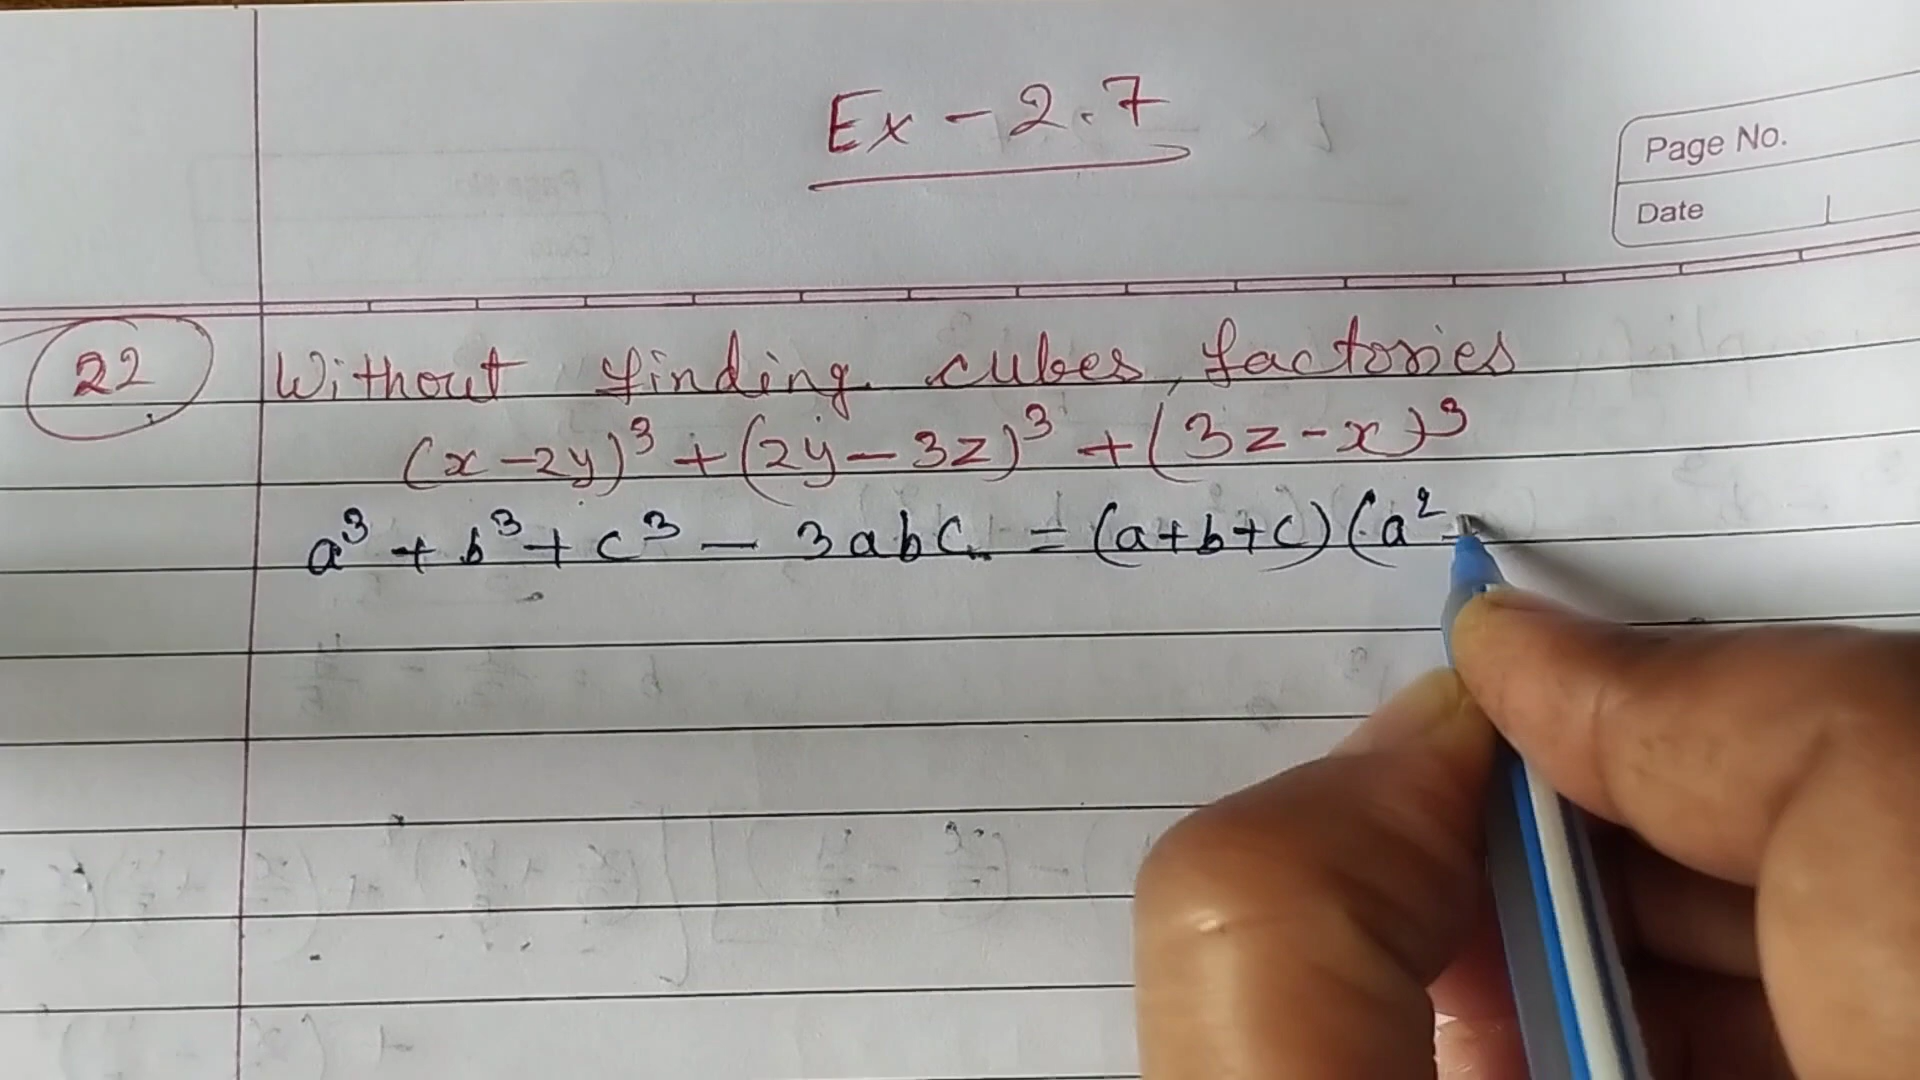 Ex - 2.7
Page No.
Date
22 Without finding cubes, factories
(x - 2y)³ + (2y - 3z)³ + (3z - x)³
a³ + b³ + c³ - 3abc = (a+b+c)(a²